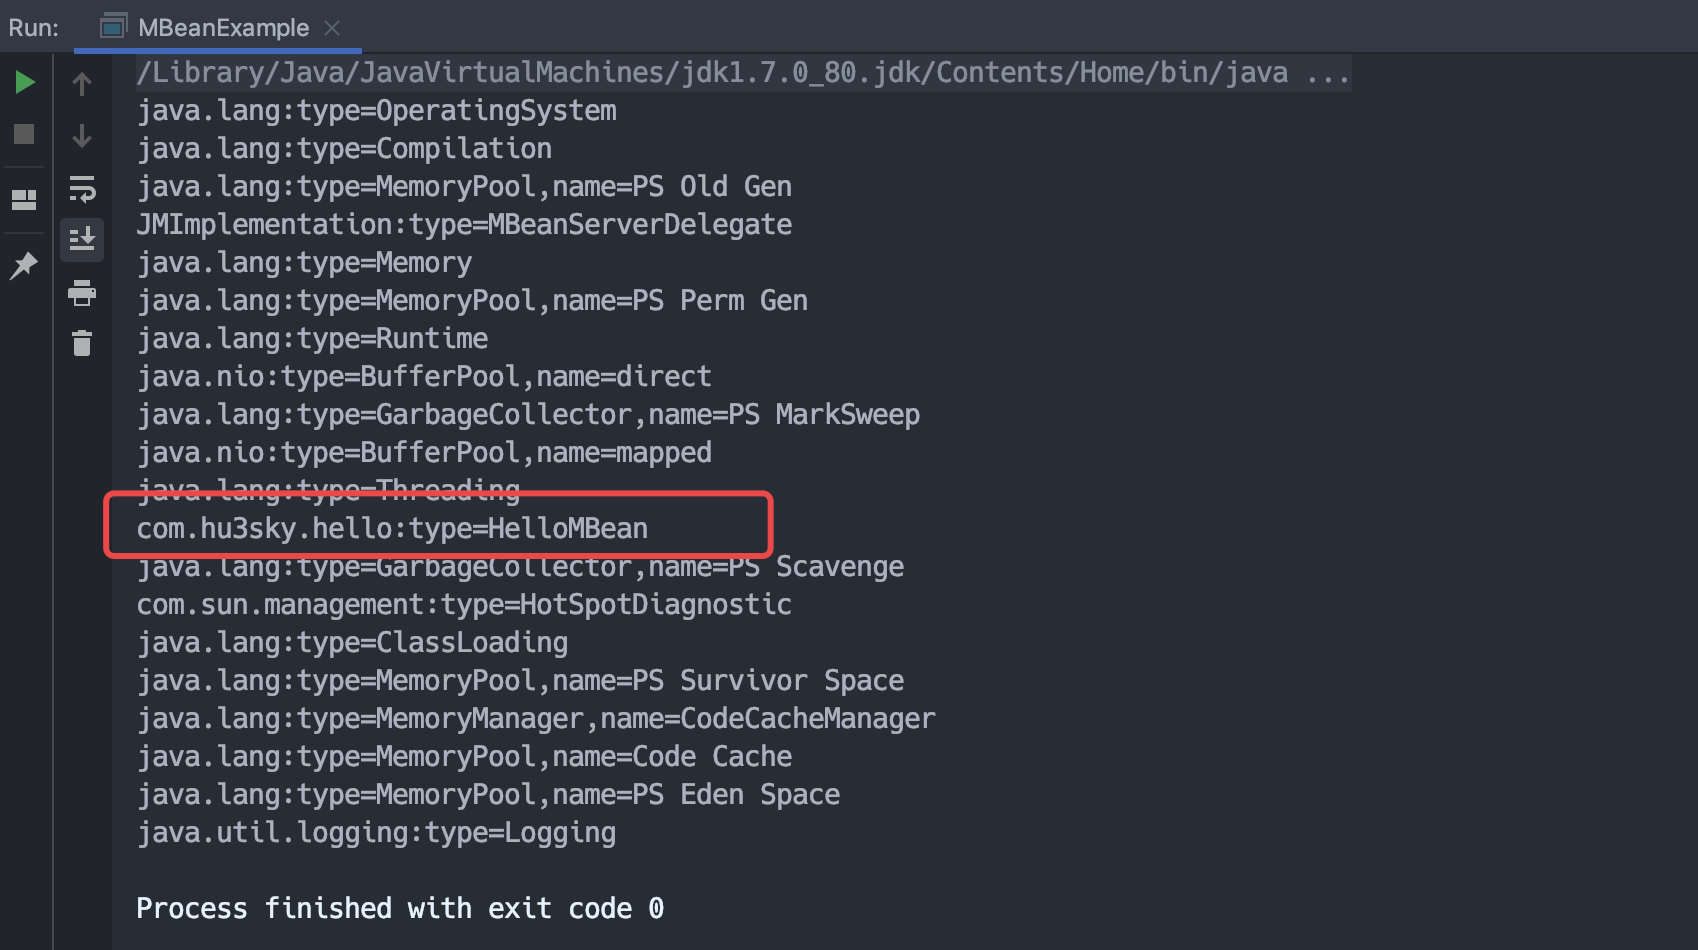 Run:
MBeanExample
/Library/Java/JavaVirtualMachines/jdk1.7.0_80.jdk/Contents/Home/bin/java ...
java.lang:type=OperatingSystem
java.lang:type=Compilation
java.lang:type=MemoryPool,name=PS Old Gen
JMImplementation:type=MBeanServerDelegate
java.lang:type=Memory
java.lang:type=MemoryPool,name=PS Perm Gen
java.lang:type=Runtime
java.nio:type=BufferPool,name=direct
java.lang:type=GarbageCollector,name=PS MarkSweep
java.nio:type=BufferPool,name=mapped
java.lang:type=Threading
com.hu3sky.hello:type=HelloMBean
java.lang:type=GarbageCollector,name=PS Scavenge
com.sun.management:type=HotSpotDiagnostic
java.lang:type=ClassLoading
java.lang:type=MemoryPool,name=PS Survivor Space
java.lang:type=MemoryManager,name=CodeCacheManager
java.lang:type=MemoryPool,name=Code Cache
java.lang:type=MemoryPool,name=PS Eden Space
java.util.logging:type=Logging
Process finished with exit code 0